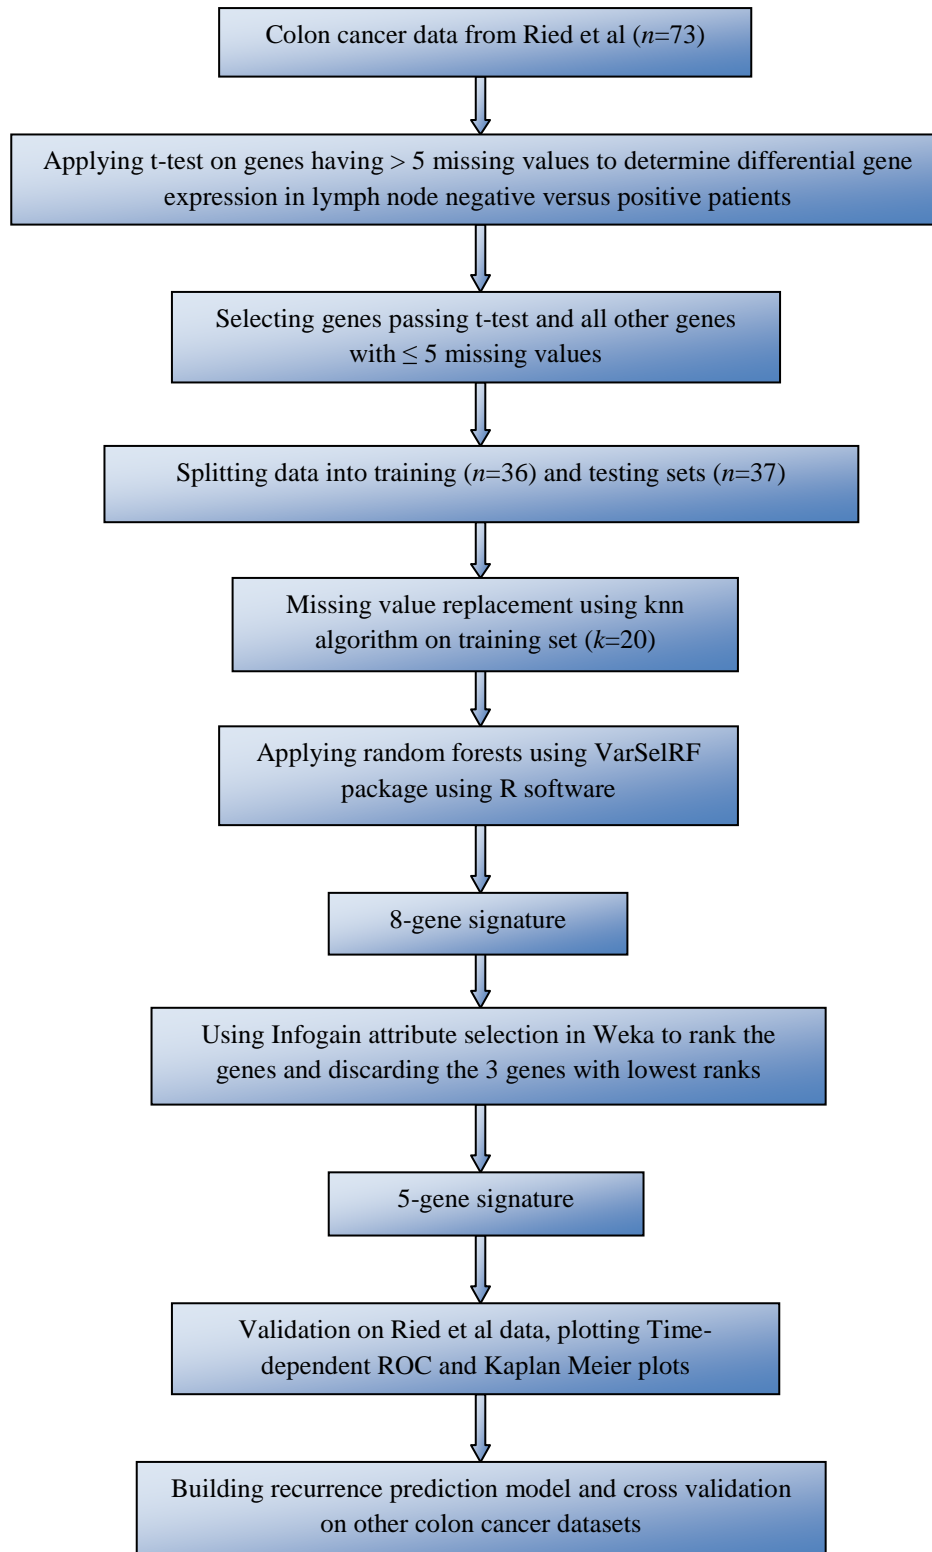 Colon cancer data from Ried et al (n=73)
Applying t-test on genes having > 5 missing values to determine differential gene
expression in lymph node negative versus positive patients
Selecting genes passing t-test and all other genes
with ≤ 5 missing values
Splitting data into training (n=36) and testing sets (n=37)
Missing value replacement using knn
algorithm on training set (k=20)
Applying random forests using VarSelRF
package using R software
8-gene signature
Using Infogain attribute selection in Weka to rank the
genes and discarding the 3 genes with lowest ranks
5-gene signature
Validation on Ried et al data, plotting Time-
dependent ROC and Kaplan Meier plots
Building recurrence prediction model and cross validation
on other colon cancer datasets